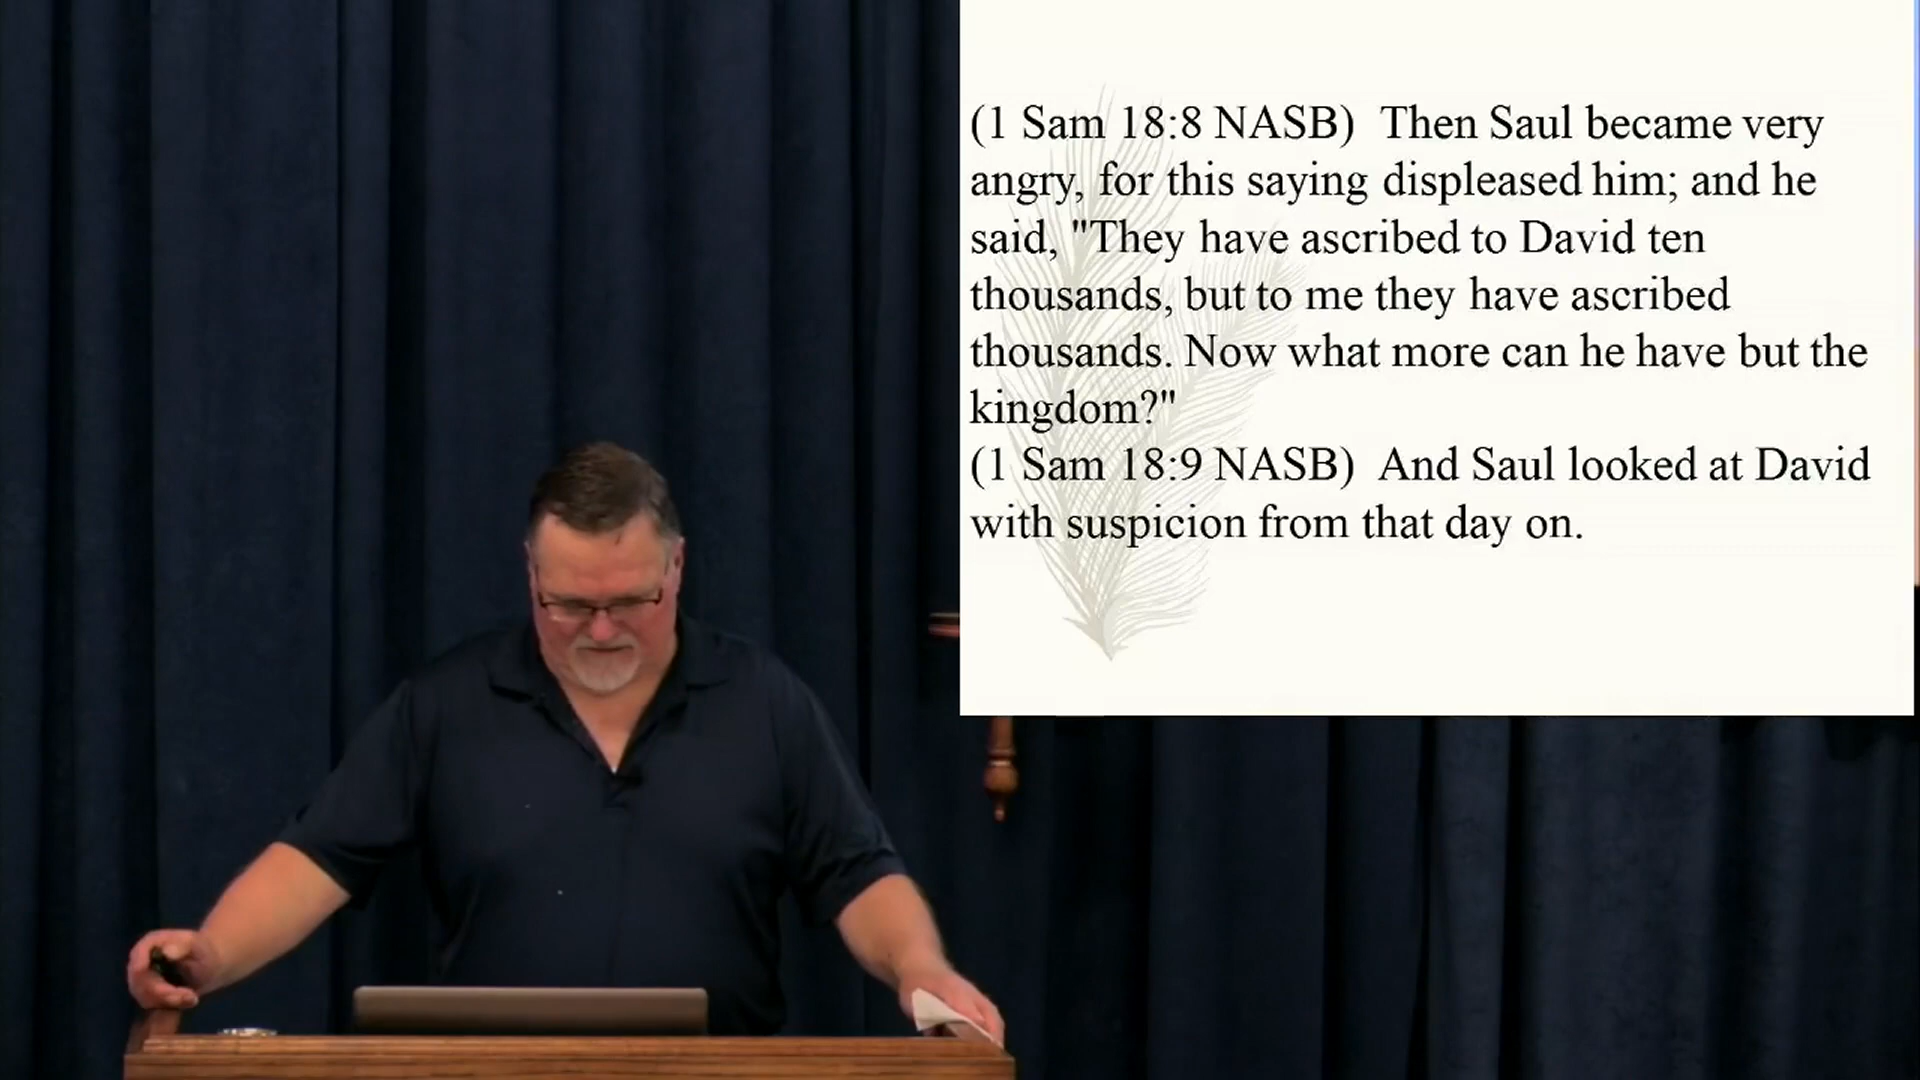 (1 Sam 18:8 NASB)  Then Saul became very
angry, for this saying displeased him; and he
said, "They have ascribed to David ten
thousands, but to me they have ascribed
thousands. Now what more can he have but the
kingdom?"
(1 Sam 18:9 NASB)  And Saul looked at David
with suspicion from that day on.